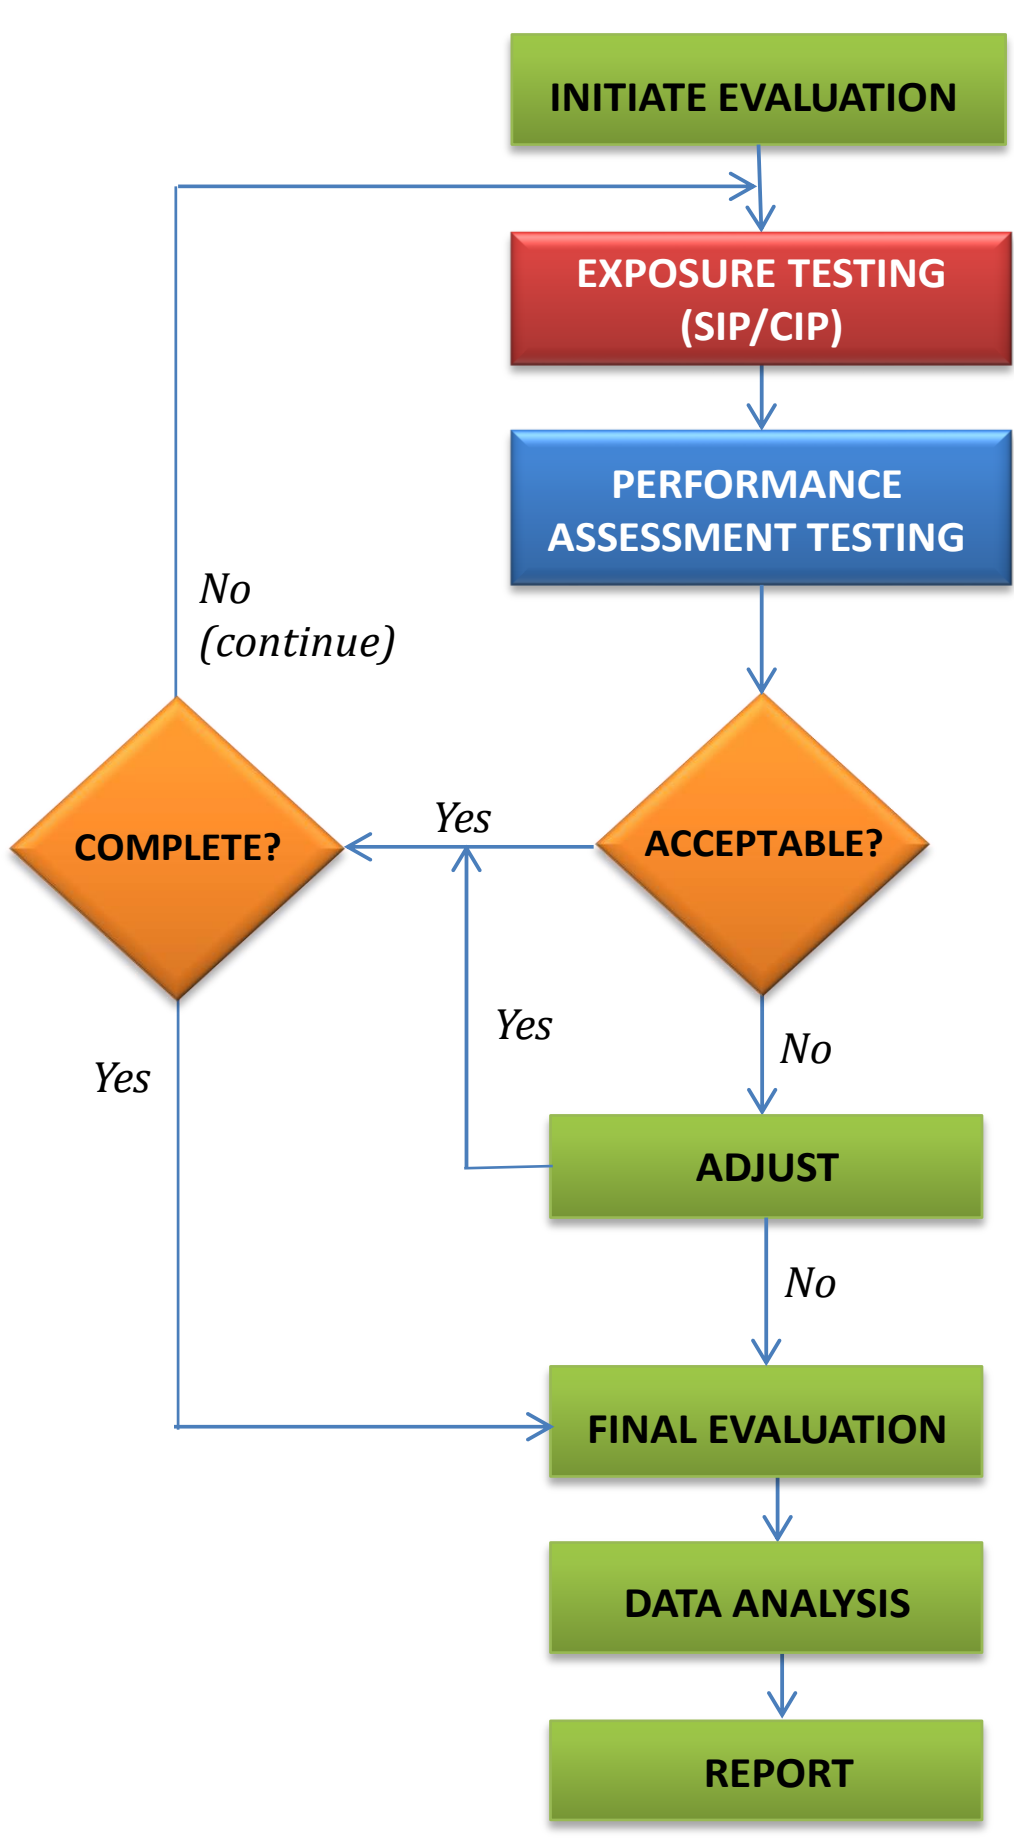 INITIATE EVALUATION
EXPOSURE TESTING
(SIP/CIP)
PERFORMANCE
ASSESSMENT TESTING
No
(continue)
COMPLETE?
Yes
ACCEPTABLE?
Yes
No
Yes
ADJUST
No
FINAL EVALUATION
DATA ANALYSIS
REPORT